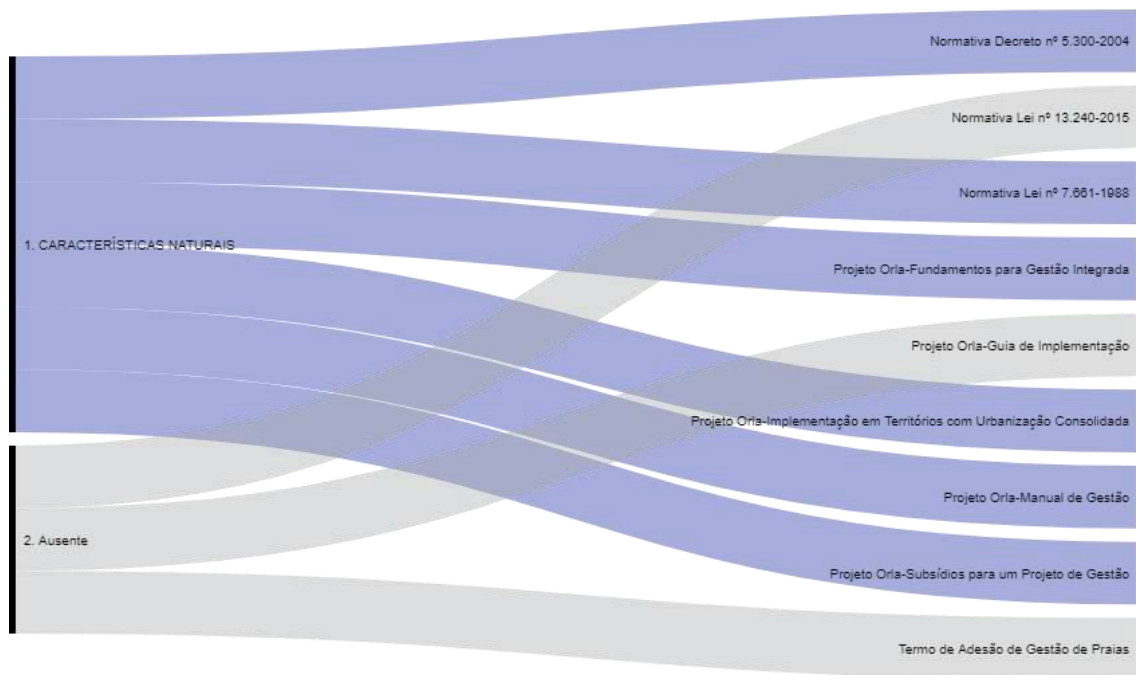 Normativa Decreto nº 5.300-2004
Normativa Lei nº 13.240-2015
Normativa Lei nº 7.661-1988
1. CARACTERÍSTICAS NATURAIS
Projeto Orla-Fundamentos para Gestão Integrada
Projeto Orla-Guia de Implementação
Projeto Orla-Implementação em Territórios com Urbanização Consolidada
Projeto Orla-Manual de Gestão
2. Ausente
Projeto Orla-Subsídios para um Projeto de Gestão
Termo de Adesão de Gestão de Praias